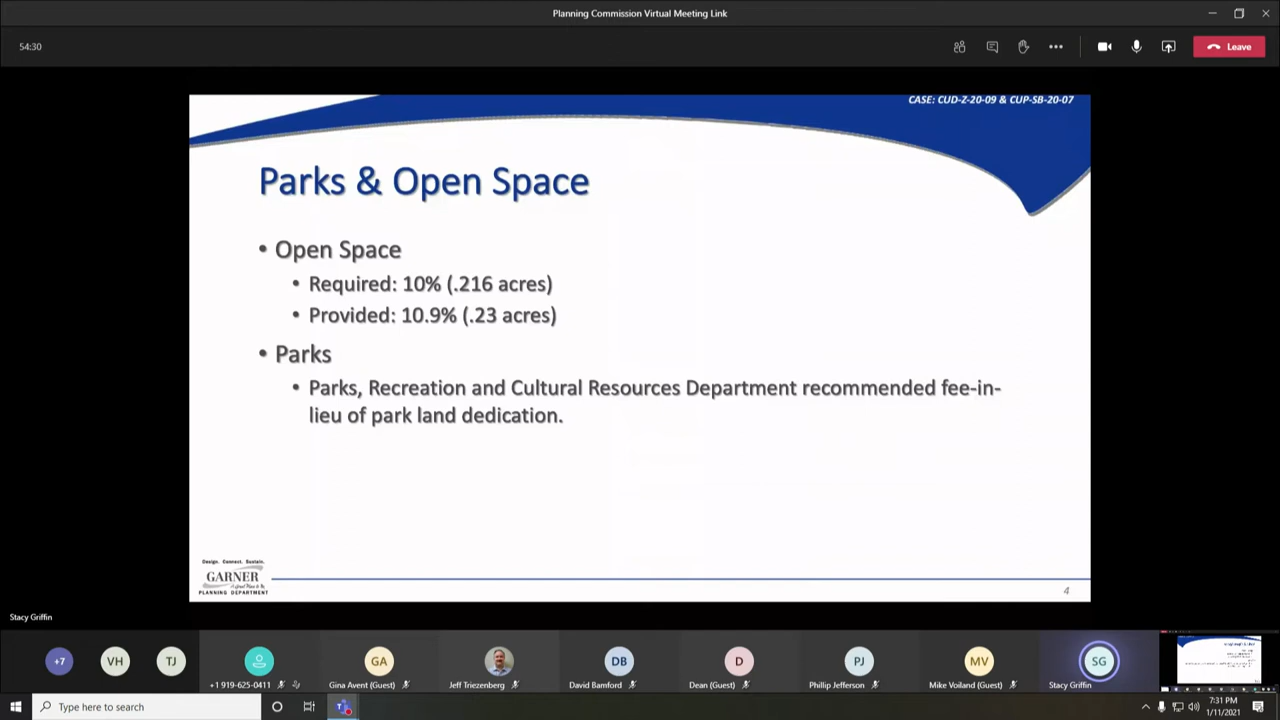 Planning Commission Virtual Meeting Link
54:30
Leave
CASE: CUD-Z-20-09 & CUP-SB-20-07
Parks & Open Space
• Open Space
• Required: 10% (.216 acres)
• Provided: 10.9% (.23 acres)
• Parks
• Parks, Recreation and Cultural Resources Department recommended fee-in-
lieu of park land dedication.
Design. Connect. Sustain.
GARNER
A Great Place to Be
PLANNING DEPARTMENT
4
Stacy Griffin
+7
VH
TJ
GA
DB
D
PJ
MV
SG
+1 919-625-0411
Gina Avent (Guest)
Jeff Triezenberg
David Bamford
Dean (Guest)
Phillip Jefferson
Mike Voiland (Guest)
Stacy Griffin
Type here to search
7:31 PM
1/11/2021